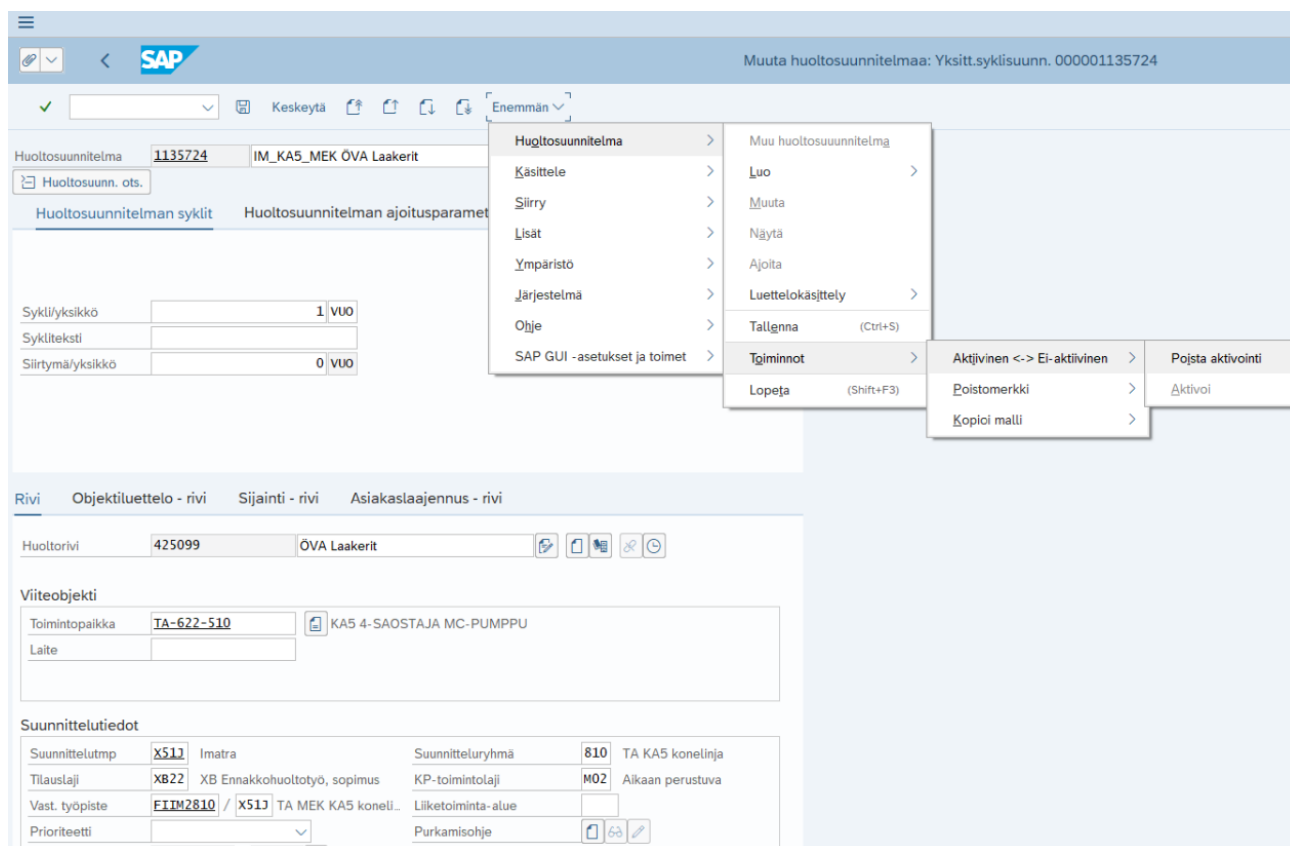 SAP
Muuta huoltosuunnitelmaa: Yksitt.syklisuunn. 000001135724
Keskeytä
Enemmän
Huoltosuunnitelma 1135724 IM_KA5_MEK ÖVA Laakerit
Huoltosuunn. ots.
Huoltosuunnitelman syklit Huoltosuunnitelman ajoitusparamet
Huoltosuunnitelma
Käsittele
Siirry
Lisät
Ympäristö
Järjestelmä
Ohje
SAP GUI -asetukset ja toimet
Muu huoltosuuunnitelma
Luo
Muuta
Näytä
Ajoita
Luettelokäsittely
Tallenna (Ctrl+S)
Toiminnot
Lopeta (Shift+F3)
Aktiivinen <-> Ei-aktiivinen
Poistomerkki
Kopioi malli
Poista aktivointi
Aktivoi
Sykli/yksikkö 1 VUO
Sykliteksti
Siirtymä/yksikkö 0 VUO
Rivi Objektiluettelo - rivi Sijainti - rivi Asiakaslaajennus - rivi
Huoltorivi 425099 ÖVA Laakerit
Viiteobjekti
Toimintopaikka TA-622-510 KA5 4-SAOSTAJA MC-PUMPPU
Laite
Suunnittelutiedot
Suunnittelutmp X51J Imatra Suunnitteluryhmä 810 TA KA5 konelinja
Tilauslaji XB22 XB Ennakkohuoltotyö, sopimus KP-toimintolaji M02 Aikaan perustuva
Vast. työpiste FIIM2810 / X51J TA MEK KA5 koneli... Liiketoiminta-alue
Prioriteetti Purkamisohje